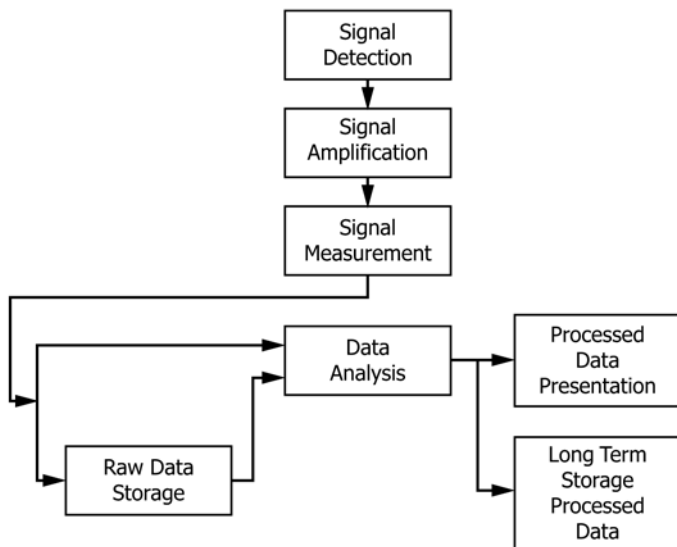 Signal
Detection
Signal
Amplification
Signal
Measurement
Data
Analysis
Processed
Data
Presentation
Raw Data
Storage
Long Term
Storage
Processed
Data